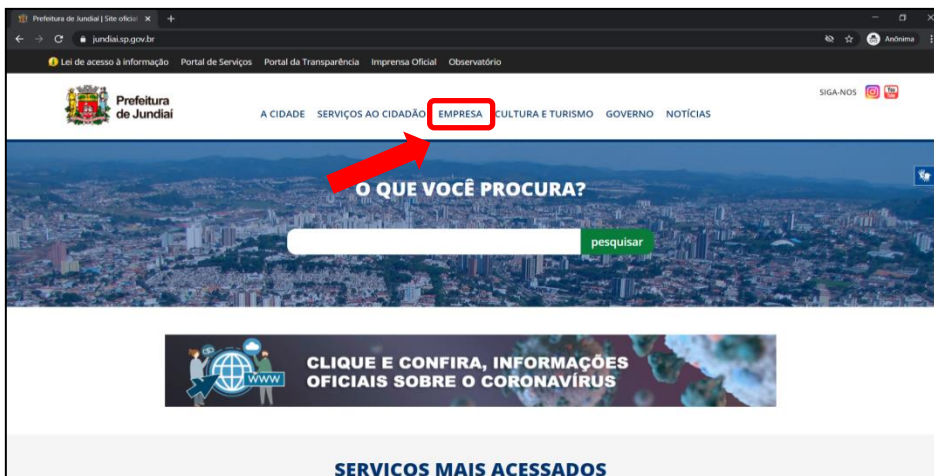 Prefeitura de Jundiaí | Site oficial
jundiai.sp.gov.br
Anônima
Lei de acesso à informação Portal de Serviços Portal da Transparência Imprensa Oficial Observatório
Prefeitura
de Jundiaí
A CIDADE SERVIÇOS AO CIDADÃO EMPRESA CULTURA E TURISMO GOVERNO NOTÍCIAS
SIGA-NOS
You Tube
O QUE VOCÊ PROCURA?
pesquisar
WWW
CLIQUE E CONFIRA, INFORMAÇÕES
OFICIAIS SOBRE O CORONAVÍRUS
SERVIÇOS MAIS ACESSADOS